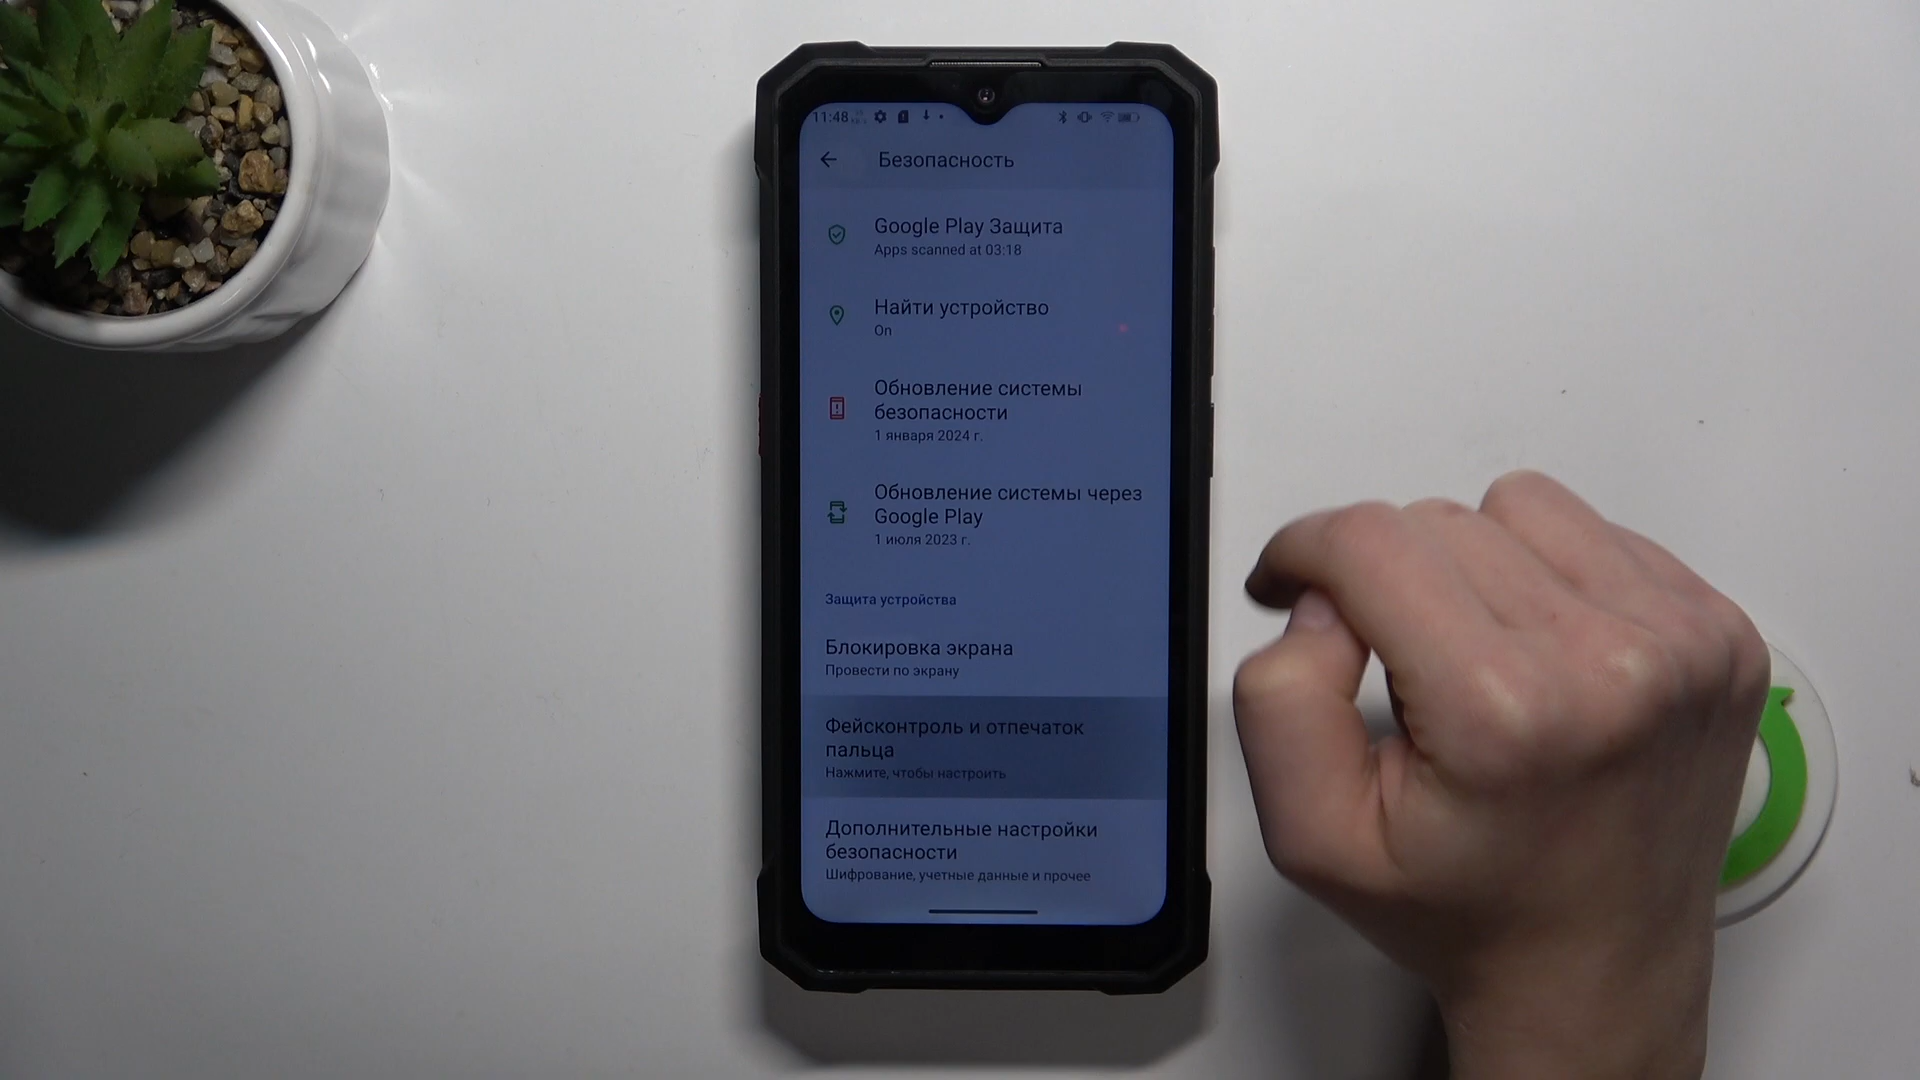 11:48
Безопасность
Google Play Защита
Apps scanned at 03:18
Найти устройство
On
Обновление системы
безопасности
1 января 2024 г.
Обновление системы через
Google Play
1 июля 2023 г.
Защита устройства
Блокировка экрана
Провести по экрану
Фейсконтроль и отпечаток
пальца
Нажмите, чтобы настроить
Дополнительные настройки
безопасности
Шифрование, учетные данные и прочее